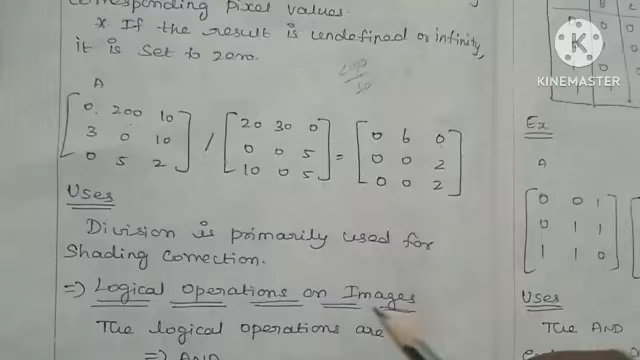 corresponding Pixel values.
* If the result is undefined or infinity,
it is set to zero.
A
0 200 10
3 0 10
0 5 2
/
20 30 0
0 0 5
10 0 5
=
0 6 0
0 0 2
0 0 2
Uses
Division is primarily used for
Shading correction.
=) Logical Operations on Images
The logical operations are
=) AND
K
KINEMASTER
B
Ex
A
0 0 1
0 1 1
1 1 0
Uses
The AND